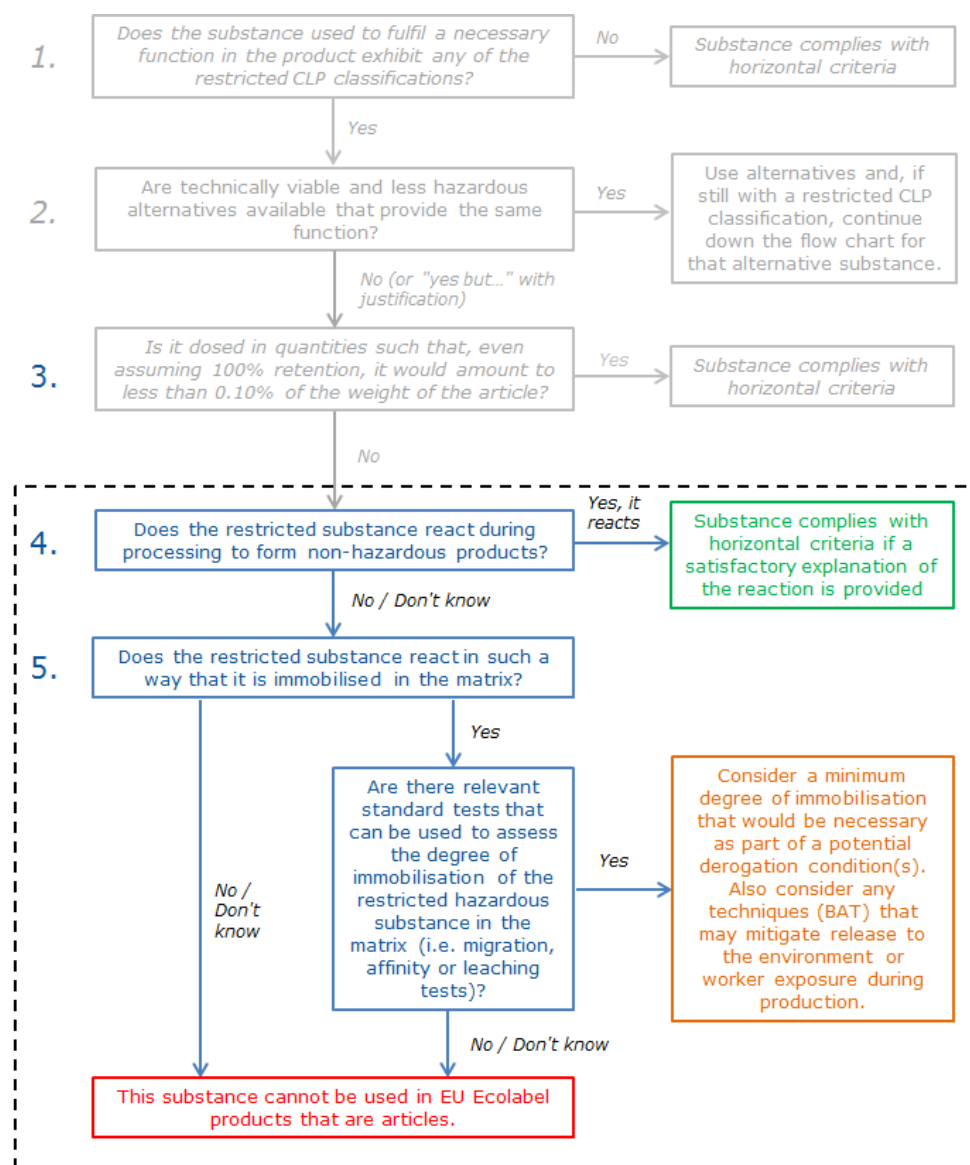 1.
Does the substance used to fulfil a necessary
function in the product exhibit any of the
restricted CLP classifications?
No
Substance complies with
horizontal criteria
Yes
2.
Are technically viable and less hazardous
alternatives available that provide the same
function?
Yes
Use alternatives and, if
still with a restricted CLP
classification, continue
down the flow chart for
that alternative substance.
No (or "yes but..." with
justification)
3.
Is it dosed in quantities such that, even
assuming 100% retention, it would amount to
less than 0.10% of the weight of the article?
Yes
Substance complies with
horizontal criteria
No
4.
Does the restricted substance react during
processing to form non-hazardous products?
Yes, it
reacts
Substance complies with
horizontal criteria if a
satisfactory explanation of
the reaction is provided
No / Don't know
5.
Does the restricted substance react in such a
way that it is immobilised in the matrix?
Yes
No /
Don't
know
Are there relevant
standard tests that
can be used to assess
the degree of
immobilisation of the
restricted hazardous
substance in the
matrix (i.e. migration,
affinity or leaching
tests)?
Yes
Consider a minimum
degree of immobilisation
that would be necessary
as part of a potential
derogation condition(s).
Also consider any
techniques (BAT) that
may mitigate release to
the environment or
worker exposure during
production.
No / Don't know
This substance cannot be used in EU Ecolabel
products that are articles.